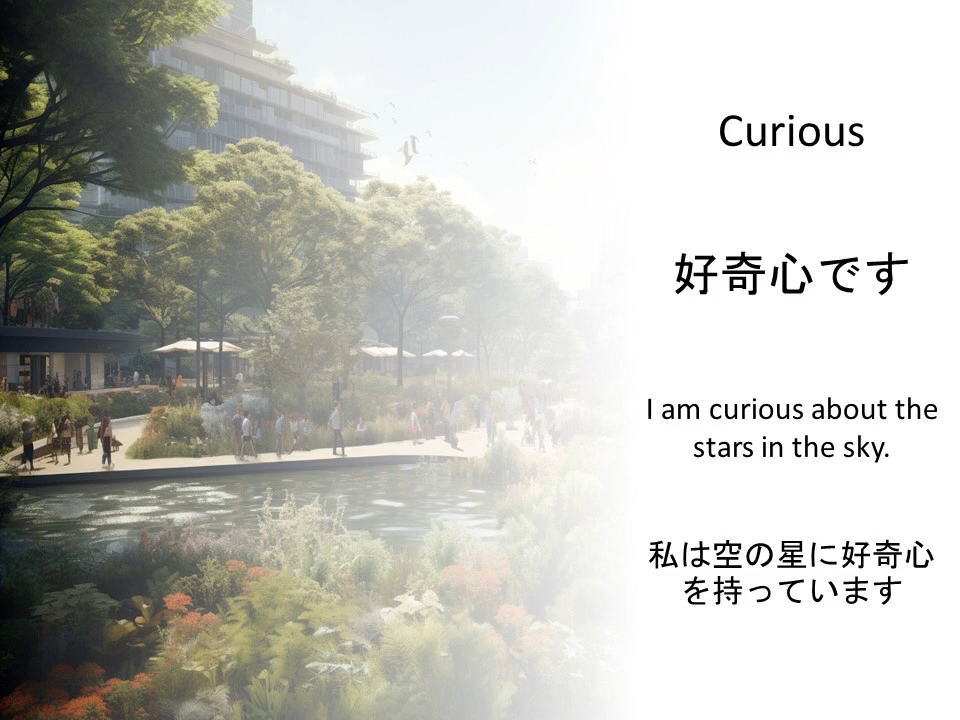 Curious
好奇心です
I am curious about the
stars in the sky.
私は空の星に好奇心
を持っています